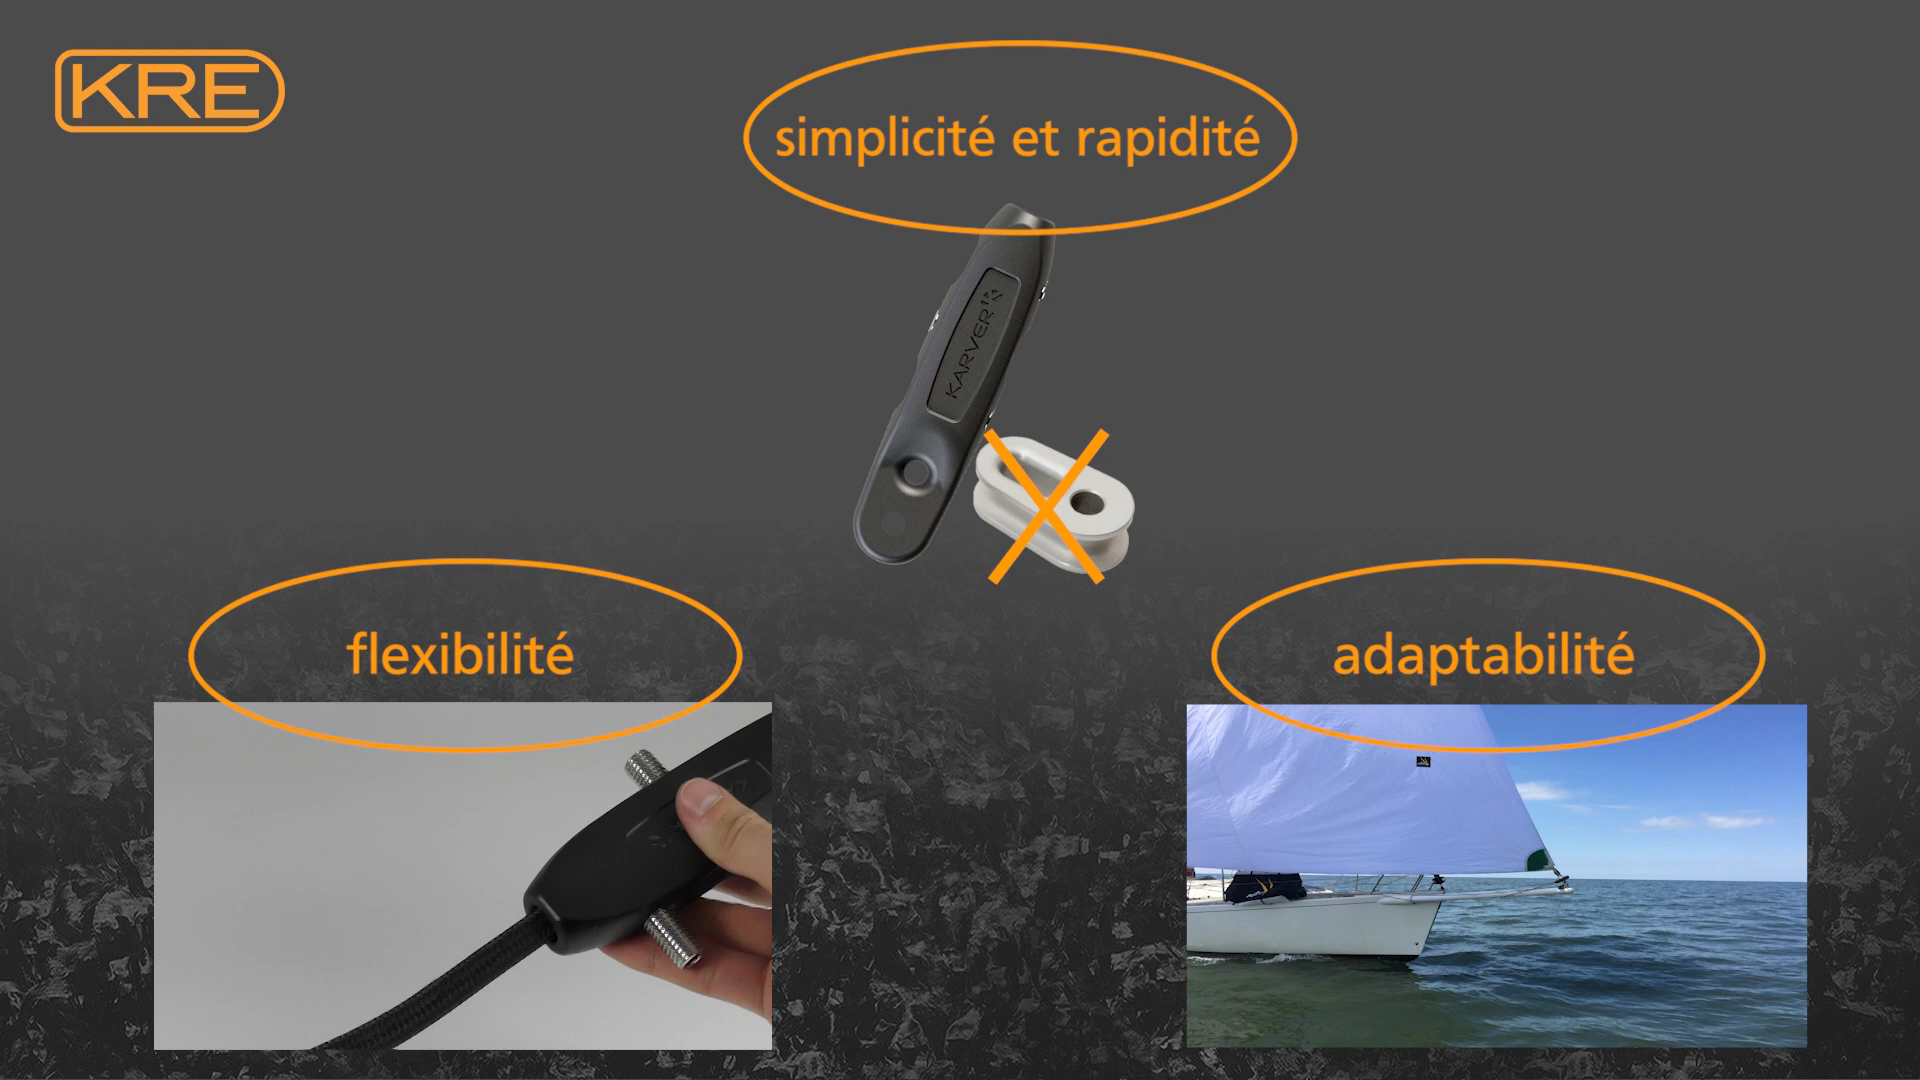 KRE
simplicité et rapidité
KARVER
flexibilité
adaptabilité